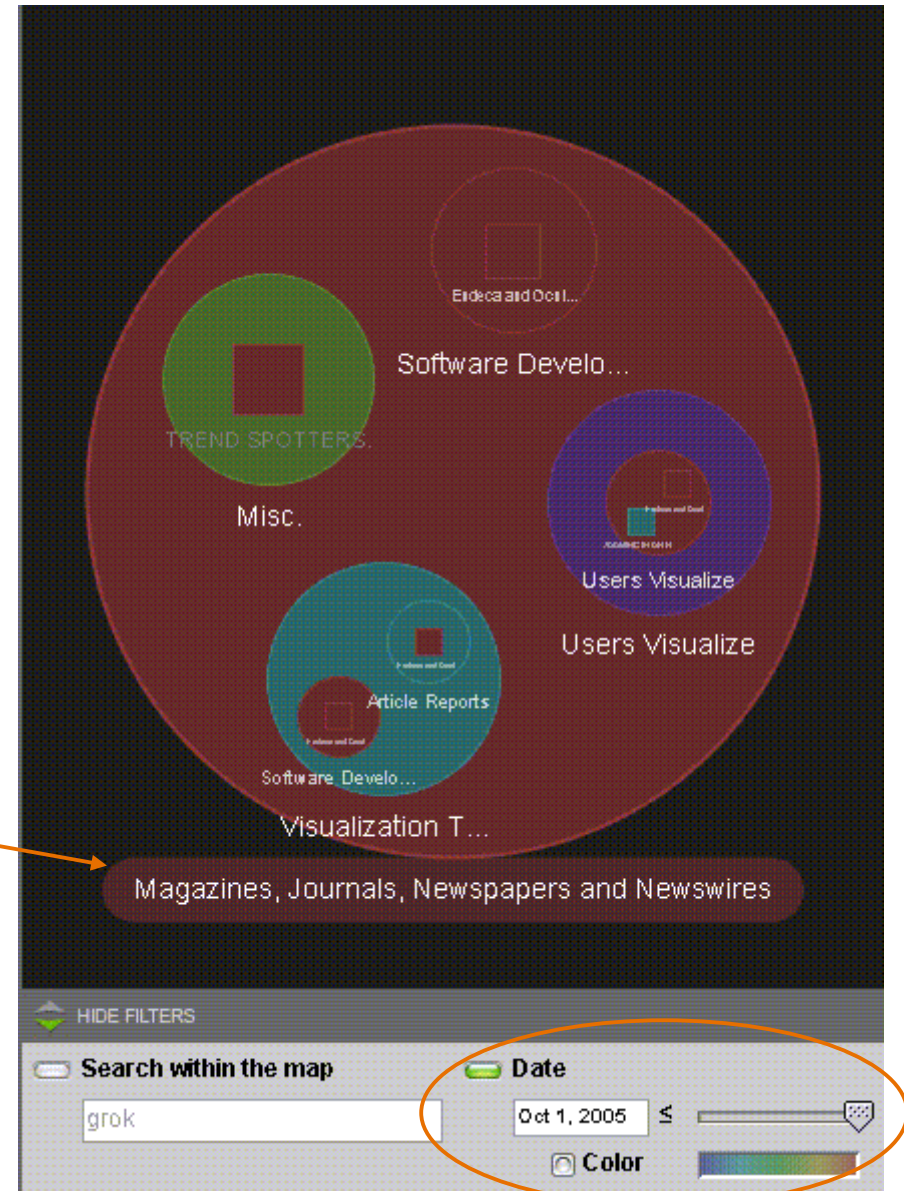 Endeca and Ocul...
Software Develo...
TREND SPOTTERS.
Misc.
Users Visualize
Users Visualize
Article Reports
Software Develo...
Visualization T...
Magazines, Journals, Newspapers and Newswires
HIDE FILTERS
Search within the map
Date
grok
Oct 1, 2005 ≤
Color